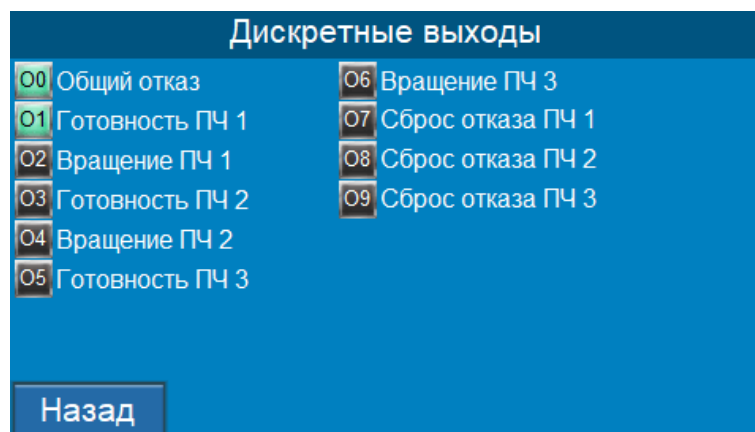 Дискретные выходы
O0 Общий отказ
O1 Готовность ПЧ 1
O2 Вращение ПЧ 1
O3 Готовность ПЧ 2
O4 Вращение ПЧ 2
O5 Готовность ПЧ 3
O6 Вращение ПЧ 3
O7 Сброс отказа ПЧ 1
O8 Сброс отказа ПЧ 2
O9 Сброс отказа ПЧ 3
Назад